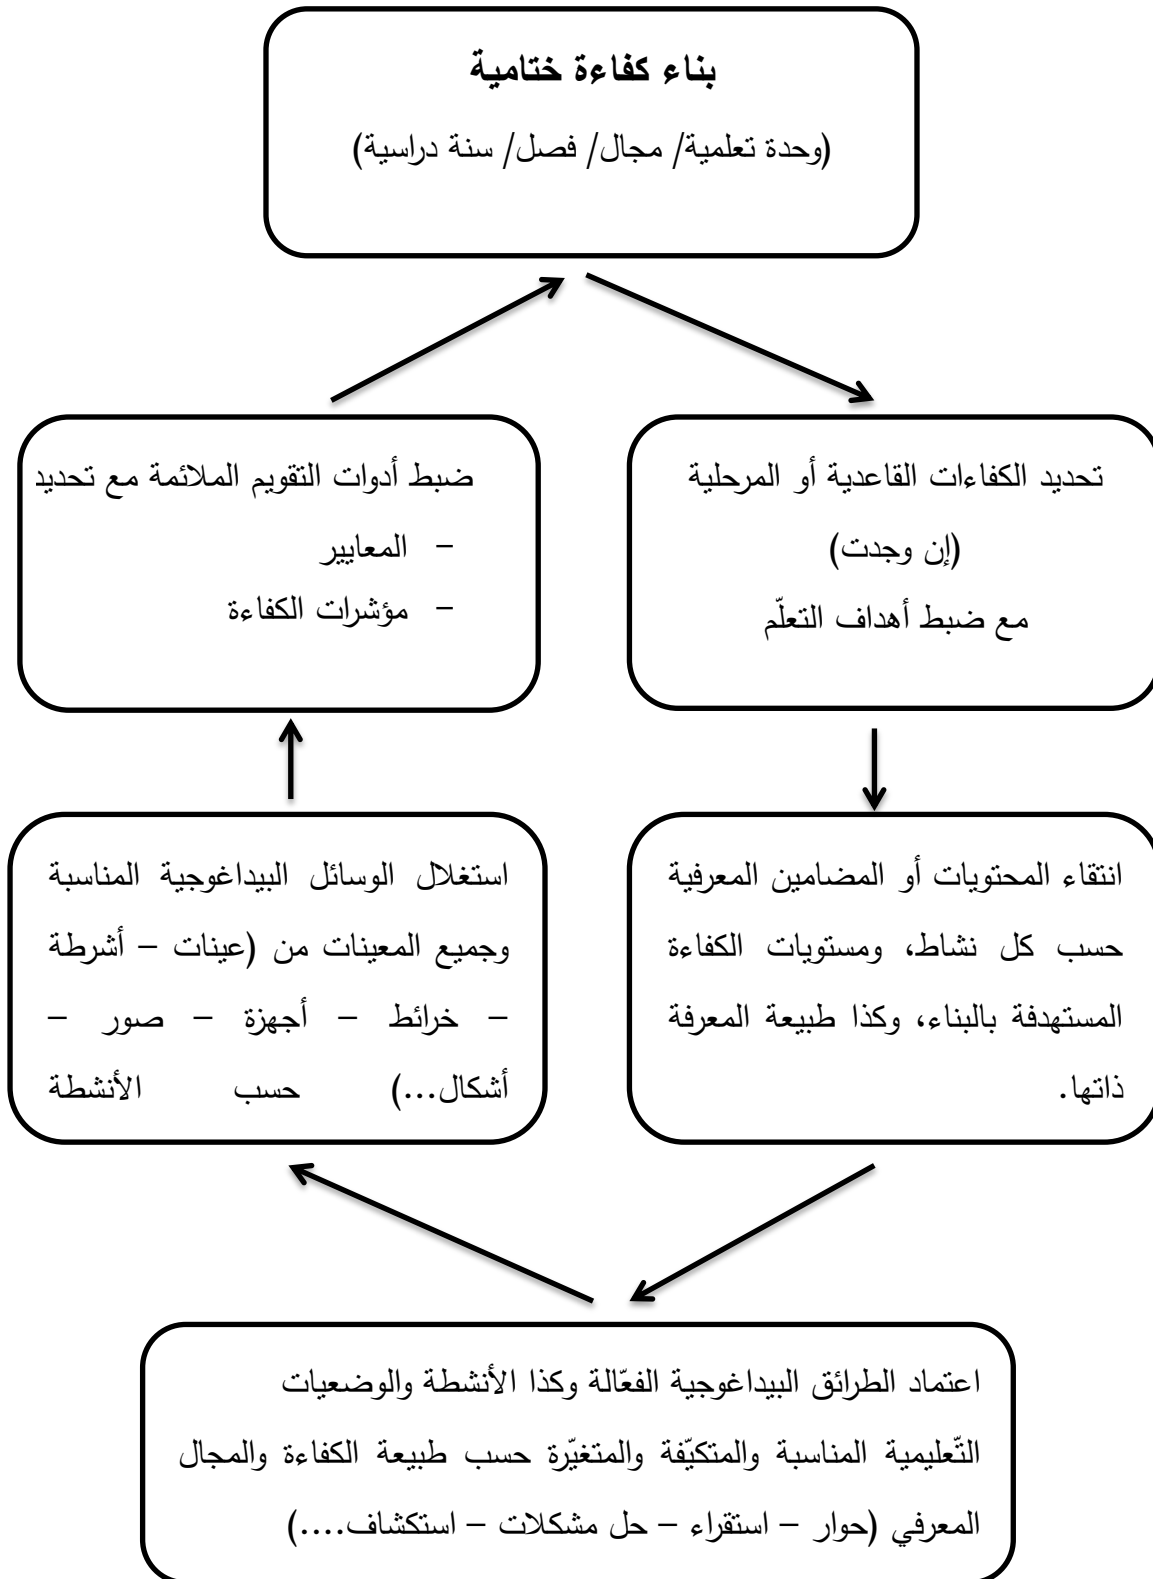 بناء كفاءة ختامية
(وحدة تعلمية/ مجال/ فصل/ سنة دراسية)
تحديد الكفاءات القاعدية أو المرحلية
(إن وجدت)
مع ضبط أهداف التعلّم
ضبط أدوات التقويم الملائمة مع تحديد
- المعايير
- مؤشرات الكفاءة
انتقاء المحتويات أو المضامين المعرفية
حسب كل نشاط، ومستويات الكفاءة
المستهدفة بالبناء، وكذا طبيعة المعرفة
ذاتها.
استغلال الوسائل البيداغوجية المناسبة
وجميع المعينات من (عينات – أشرطة
– خرائط – أجهزة – صور –
أشكال...) حسب الأنشطة
اعتماد الطرائق البيداغوجية الفعّالة وكذا الأنشطة والوضعيات
التّعليمية المناسبة والمتكيّفة والمتغيّرة حسب طبيعة الكفاءة والمجال
المعرفي (حوار – استقراء – حل مشكلات – استكشاف....)